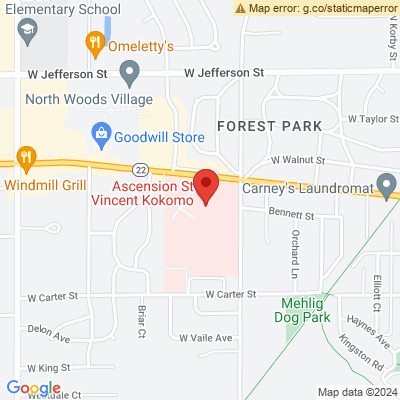 Elementary School
Map error: g.co/staticmaperror
Omeletty's
N Korby St
W Jefferson St
W Jefferson St
North Woods Village
W Taylor St
FOREST PARK
Goodwill Store
W Walnut St
22
Windmill Grill
Ascension St.
Vincent Kokomo
Carney's Laundromat
Bennett St
Orchard Ln
Elliott Ct
W Carter St
W Carter St
Mehlig
Dog Park
Haynes Ave
Kingston Rd
Delon Ave
Briar Ct
W Vaile Ave
W King St
Google
Map data ©2024